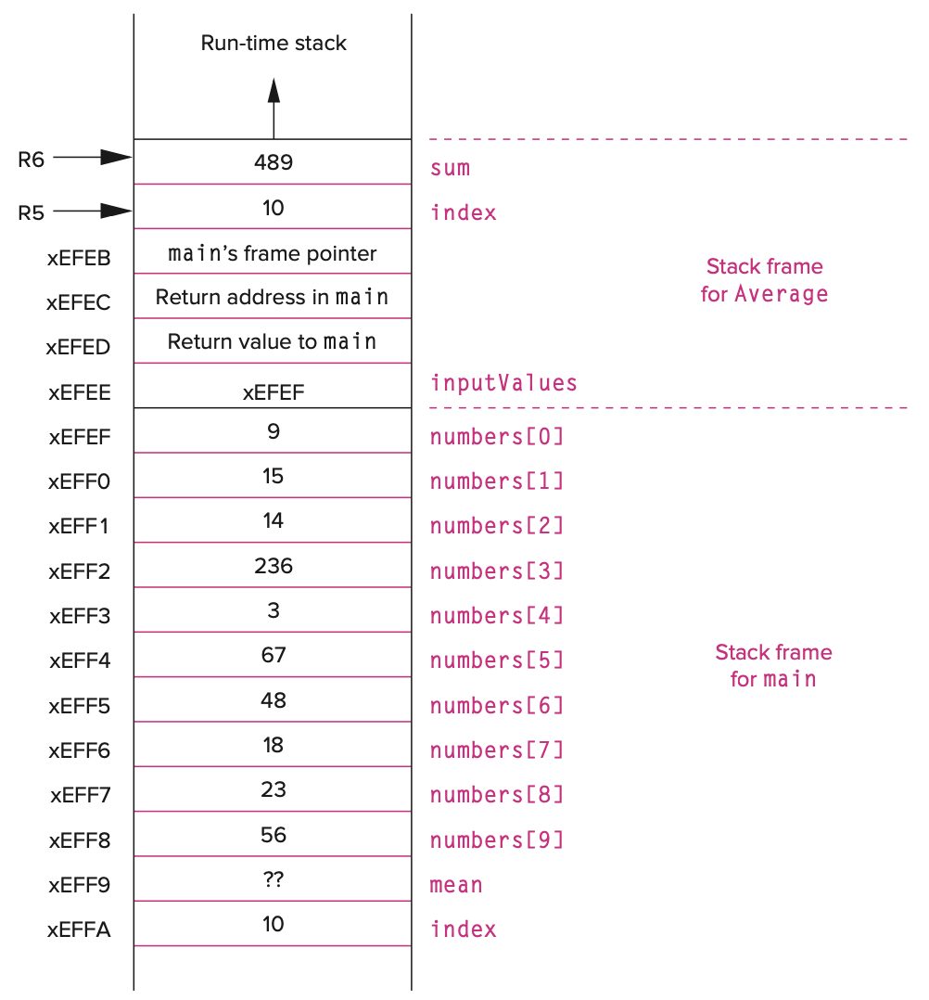 Run-time stack
R6 489 sum
R5 10 index
xEFEB main's frame pointer
Stack frame
for Average
xEFEC Return address in main
xEFED Return value to main
xEFEE xEFEF inputValues
xEFEF 9 numbers[0]
xEFF0 15 numbers[1]
xEFF1 14 numbers[2]
xEFF2 236 numbers[3]
xEFF3 3 numbers[4]
xEFF4 67 numbers[5]
Stack frame
for main
xEFF5 48 numbers[6]
xEFF6 18 numbers[7]
xEFF7 23 numbers[8]
xEFF8 56 numbers[9]
xEFF9 ?? mean
xEFFA 10 index